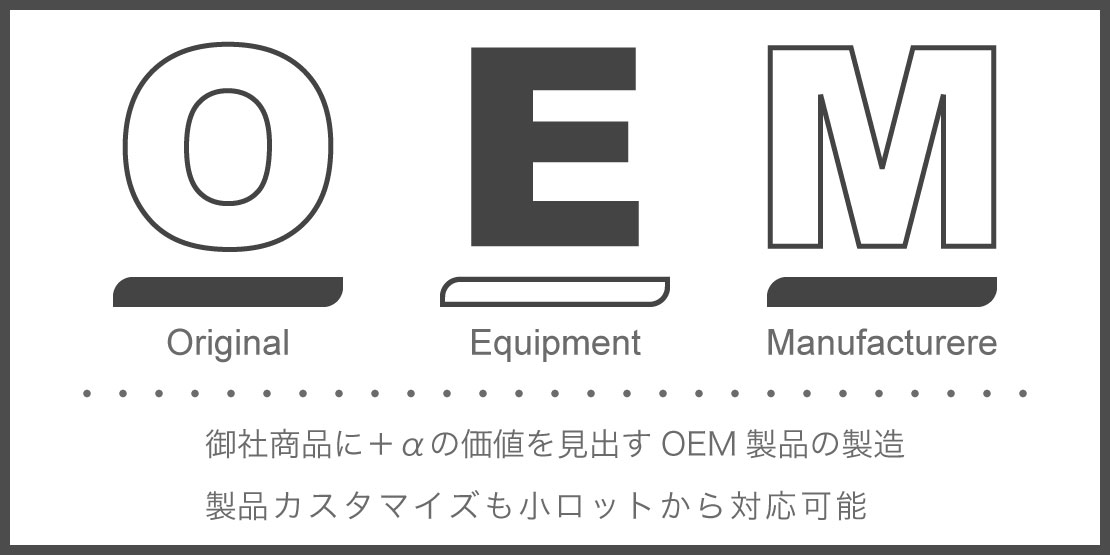 OEM
Original Equipment Manufacturere
御社商品に＋αの価値を見出す OEM 製品の製造
製品カスタマイズも小ロットから対応可能